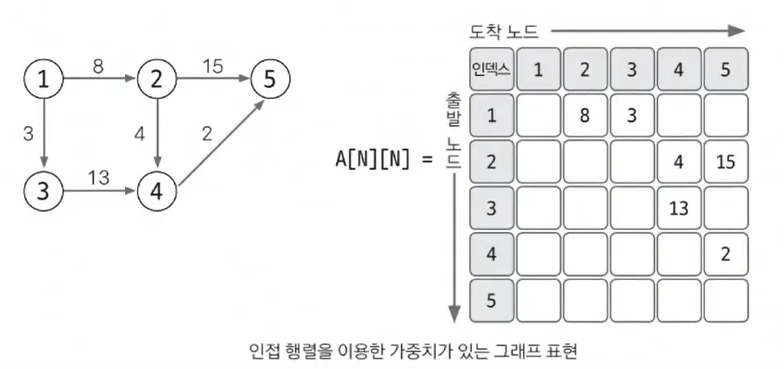 도착 노드
1 8 2 15 5
3 4 2
3 13 4
A[N][N] =
출발 노드
인덱스 1 2 3 4 5
1 8 3
2 4 15
3 13
4 2
5
인접 행렬을 이용한 가중치가 있는 그래프 표현